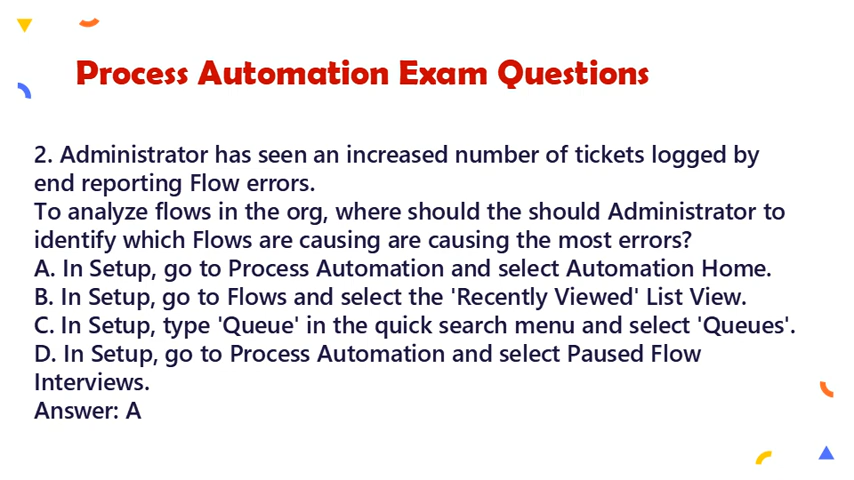 Process Automation Exam Questions
2. Administrator has seen an increased number of tickets logged by
end reporting Flow errors.
To analyze flows in the org, where should the should Administrator to
identify which Flows are causing are causing the most errors?
A. In Setup, go to Process Automation and select Automation Home.
B. In Setup, go to Flows and select the 'Recently Viewed' List View.
C. In Setup, type 'Queue' in the quick search menu and select 'Queues'.
D. In Setup, go to Process Automation and select Paused Flow
Interviews.
Answer: A